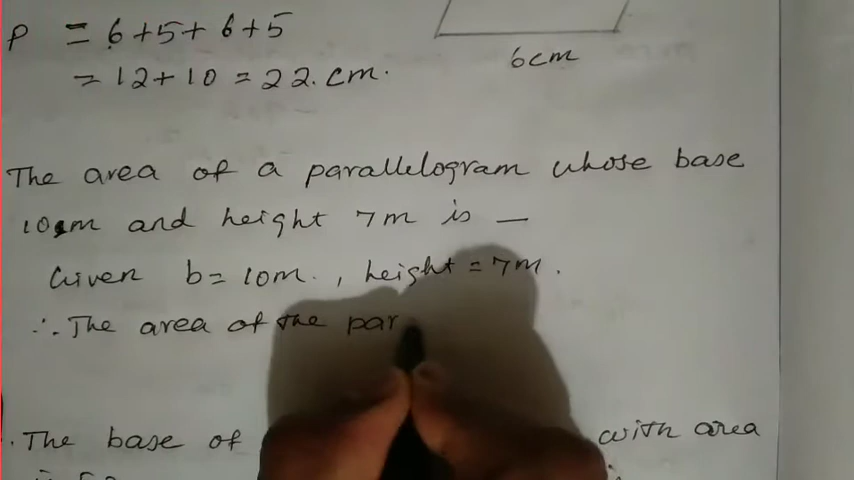 P = 6+5+6+5
= 12+10 = 22.cm.
6cm
The area of a parallelogram whose base
10m and height 7m is —
Given b=10m., height=7m.
∴ The area of the par
The base of with area